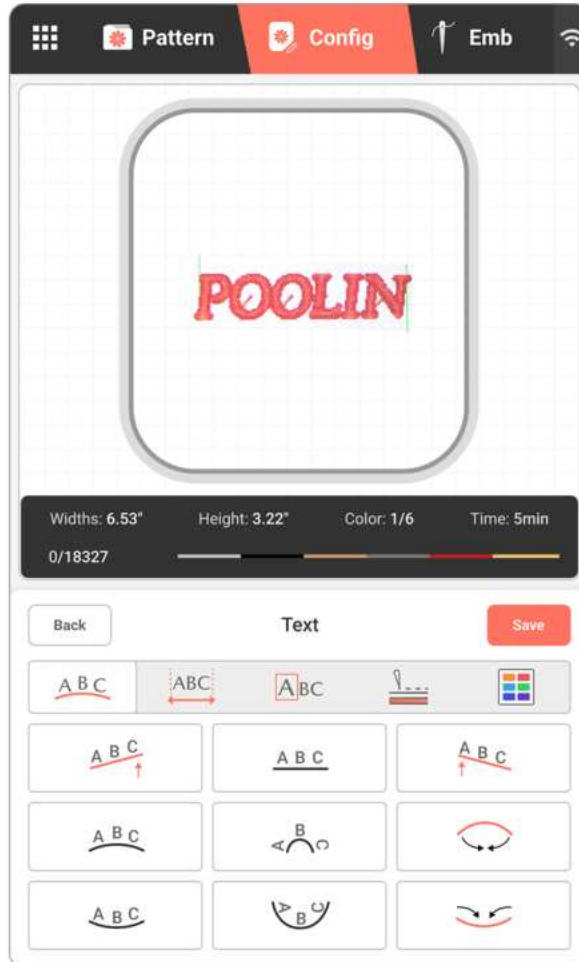 Pattern Config Emb
POOLIN
Widths: 6.53" Height: 3.22" Color: 1/6 Time: 5min
0/18327
Back Text Save
ABC ABC ABC
ABC ABC ABC
ABC ABC
ABC ABC